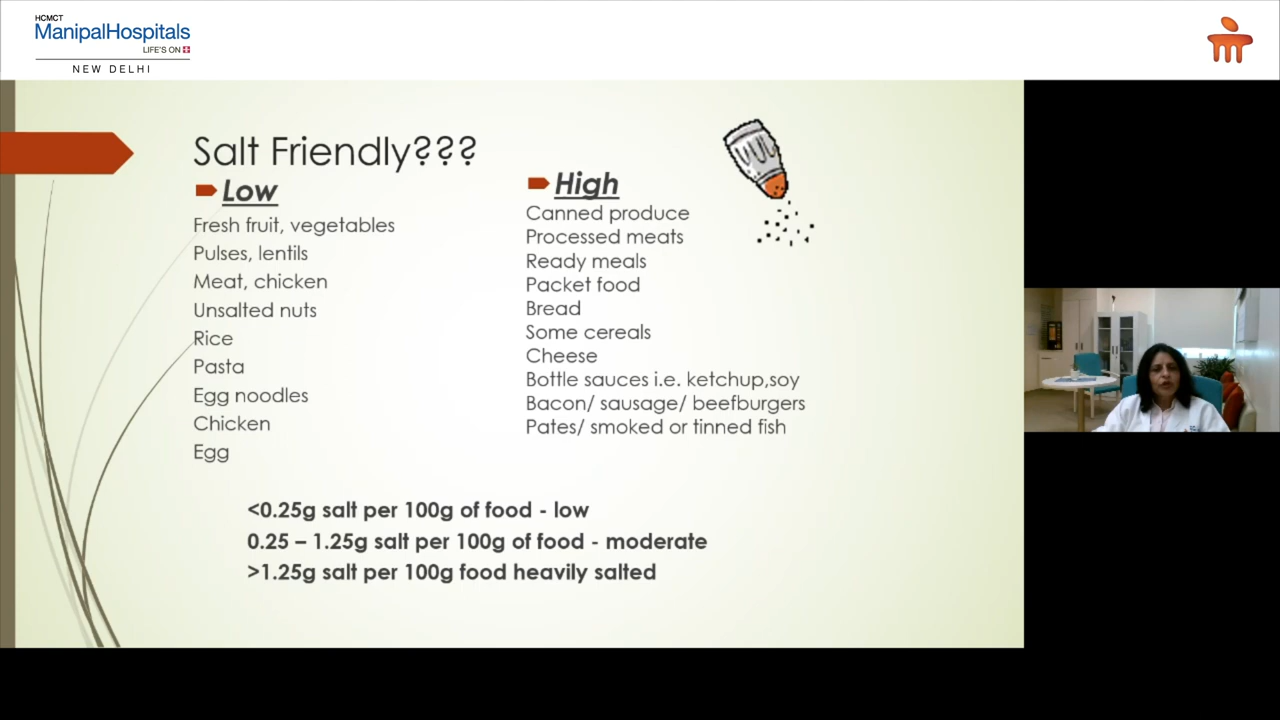 HCMCT
ManipalHospitals
LIFE'S ON
NEW DELHI
Salt Friendly???
Low
Fresh fruit, vegetables
Pulses, lentils
Meat, chicken
Unsalted nuts
Rice
Pasta
Egg noodles
Chicken
Egg
High
Canned produce
Processed meats
Ready meals
Packet food
Bread
Some cereals
Cheese
Bottle sauces i.e. ketchup,soy
Bacon/ sausage/ beefburgers
Pates/ smoked or tinned fish
<0.25g salt per 100g of food - low
0.25 – 1.25g salt per 100g of food - moderate
>1.25g salt per 100g food heavily salted